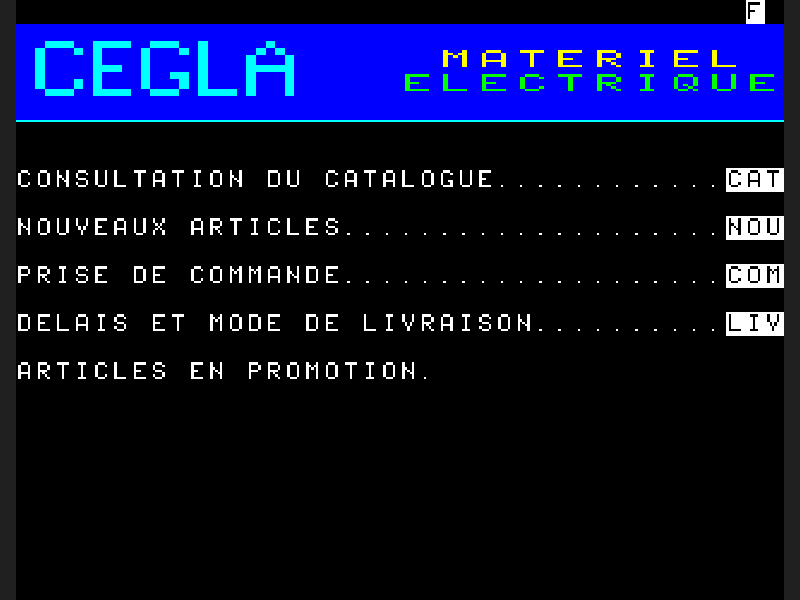 F
CEGLA
MATERIEL
ELECTRIQUE
CONSULTATION DU CATALOGUE............CAT
NOUVEAUX ARTICLES....................NOU
PRISE DE COMMANDE....................COM
DELAIS ET MODE DE LIVRAISON..........LIV
ARTICLES EN PROMOTION.